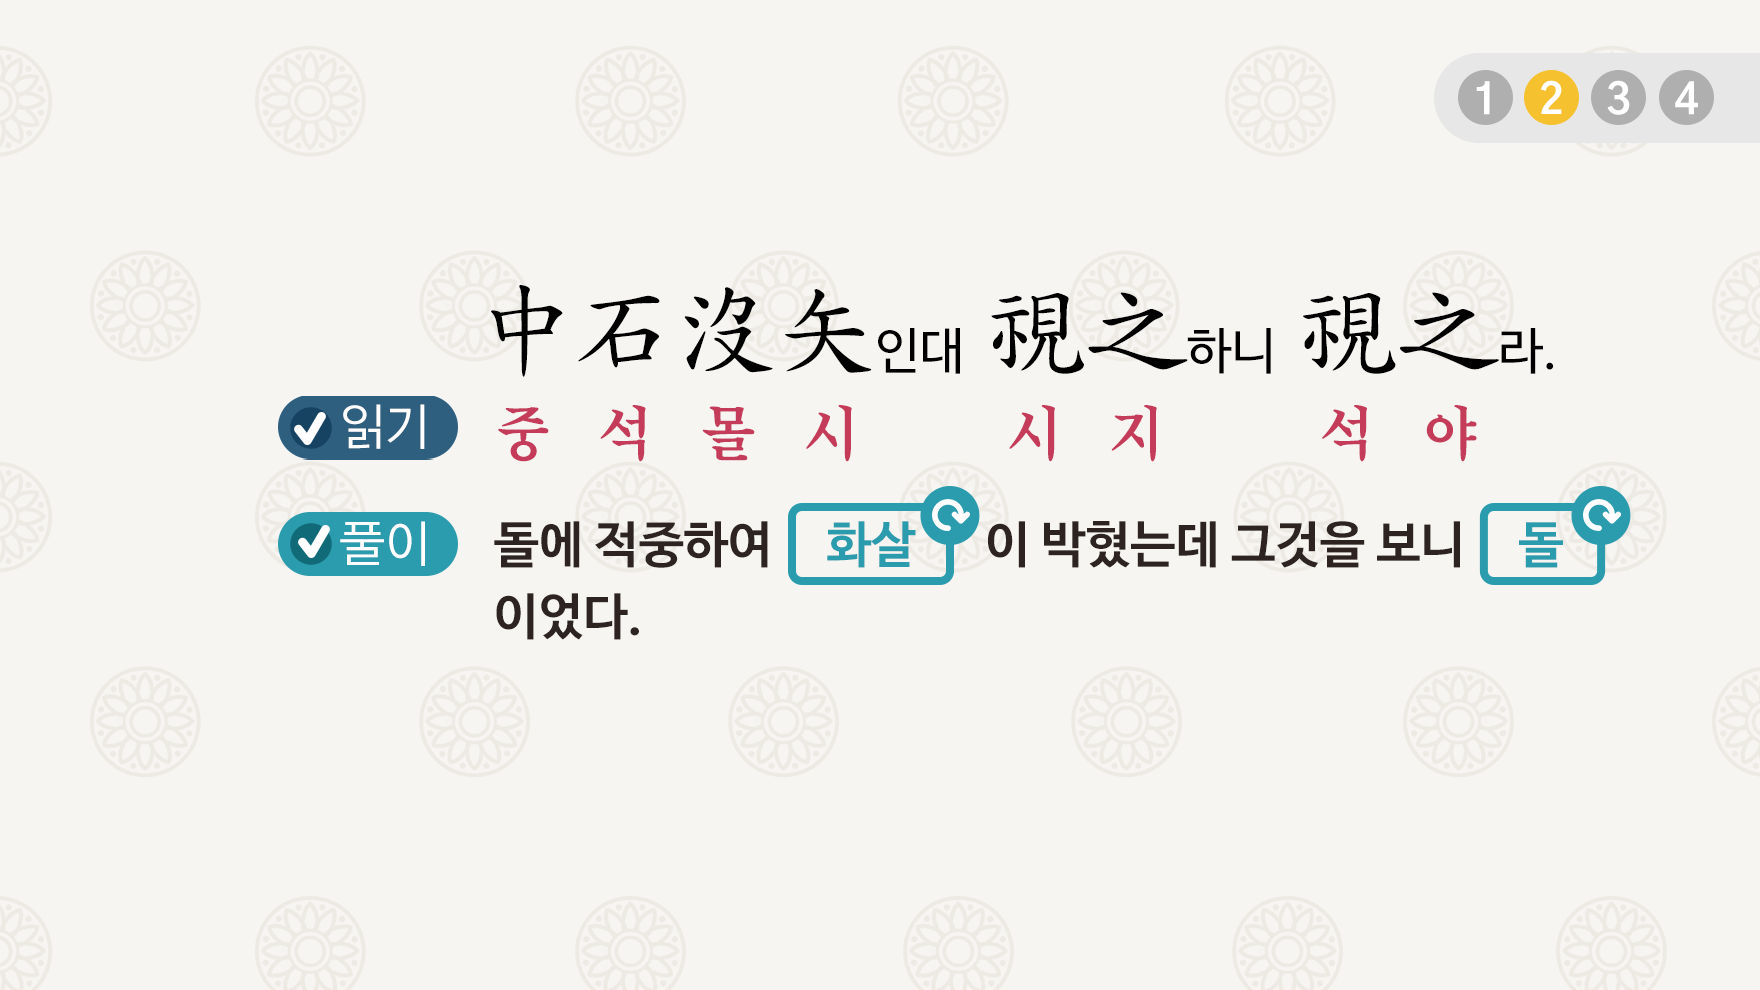 1 2 3 4
中石沒矢인대 視之하니 視之라.
읽기 중 석 몰 시 시 지 석 야
풀이 돌에 적중하여 화살 이 박혔는데 그것을 보니 돌
이었다.